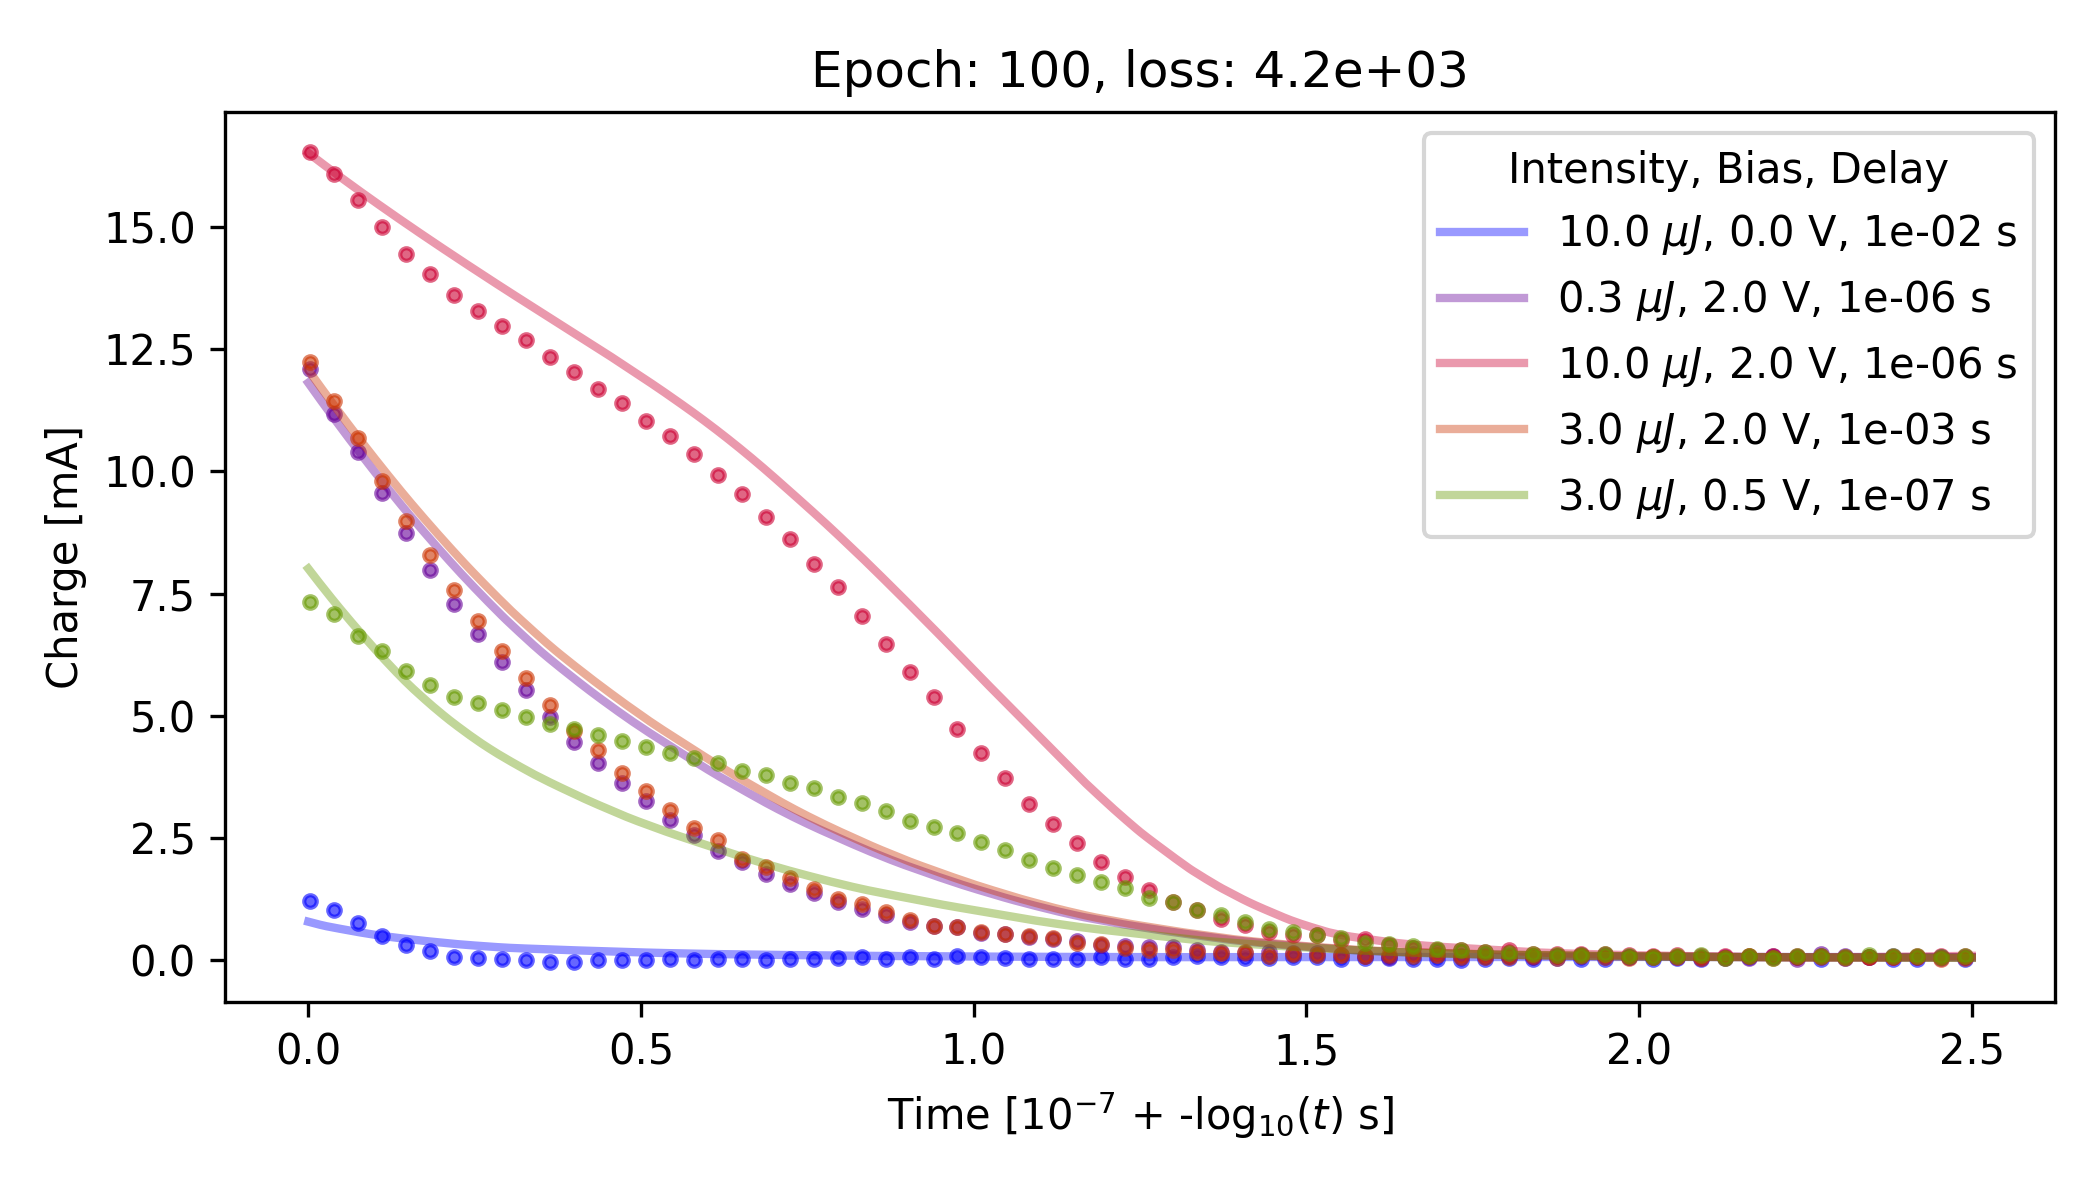 Epoch: 100, loss: 4.2e+03
Intensity, Bias, Delay
10.0 μJ, 0.0 V, 1e-02 s
0.3 μJ, 2.0 V, 1e-06 s
10.0 μJ, 2.0 V, 1e-06 s
3.0 μJ, 2.0 V, 1e-03 s
3.0 μJ, 0.5 V, 1e-07 s
Charge [mA]
15.0
12.5
10.0
7.5
5.0
2.5
0.0
0.0 0.5 1.0 1.5 2.0 2.5
Time [10⁻⁷ + -log₁₀(t) s]